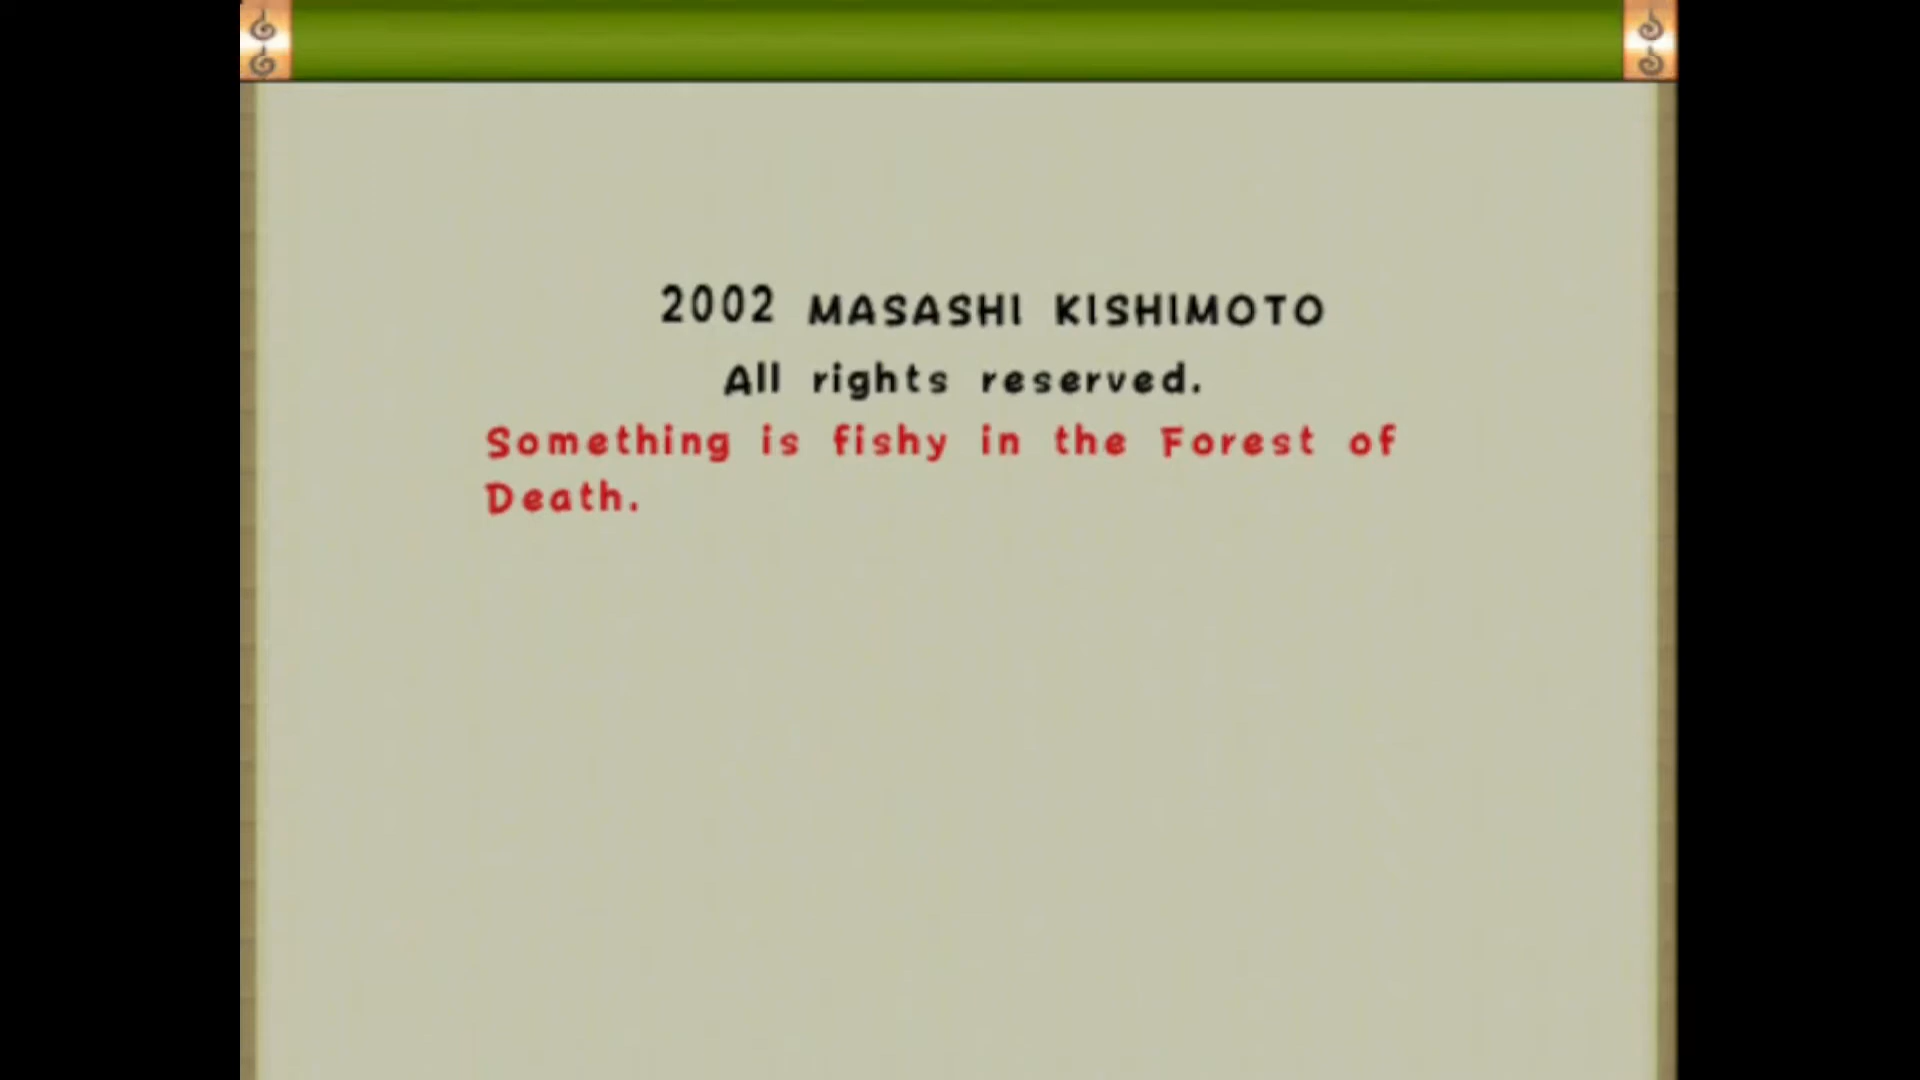 2002 MASASHI KISHIMOTO
All rights reserved.
Something is fishy in the Forest of
Death.